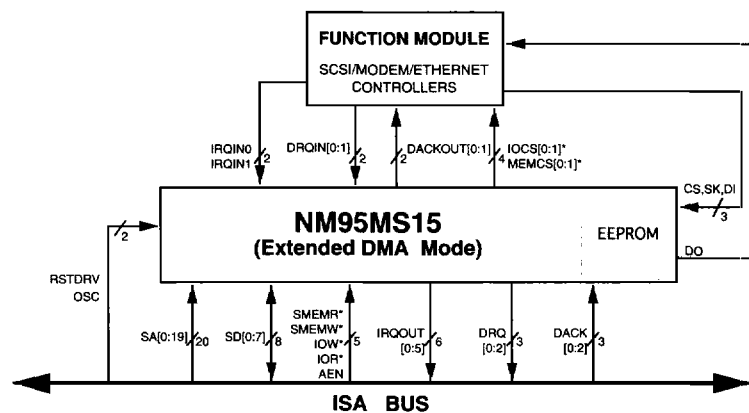 FUNCTION MODULE
SCSI/MODEM/ETHERNET
CONTROLLERS
IRQIN0
IRQIN1
2
DRQIN[0:1]
2
2
DACKOUT[0:1]
4
IOCS[0:1]*
MEMCS[0:1]*
CS,SK,DI
3
NM95MS15
(Extended DMA Mode)
EEPROM
DO
2
RSTDRV
OSC
SA[0:19]
20
SD[0:7]
8
SMEMR*
SMEMW*
IOW*
IOR*
AEN
5
IRQOUT
[0:5]
6
DRQ
[0:2]
3
DACK
[0:2]
3
ISA BUS